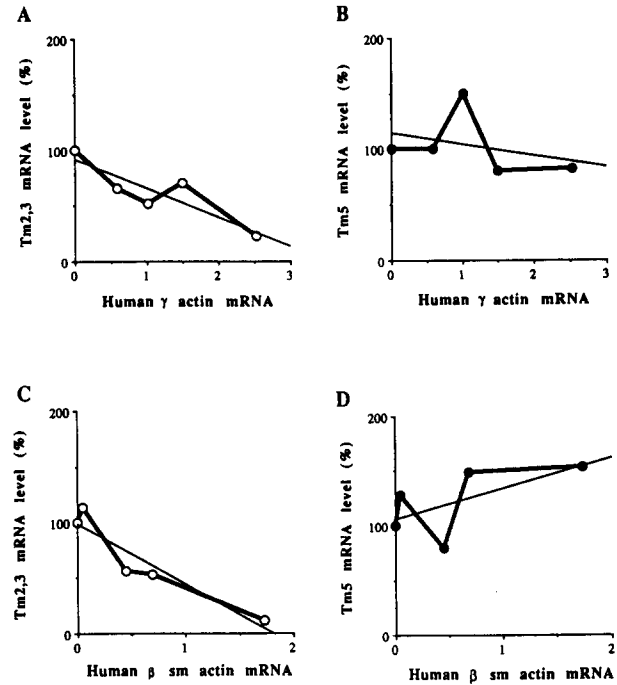 A
200
100
0
Tm2,3 mRNA level (%)
0 1 2 3
Human γ actin mRNA
B
200
100
0
Tm5 mRNA level (%)
0 1 2 3
Human γ actin mRNA
C
200
100
0
Tm2,3 mRNA level (%)
0 1 2
Human β sm actin mRNA
D
200
100
0
Tm5 mRNA level (%)
0 1 2
Human β sm actin mRNA